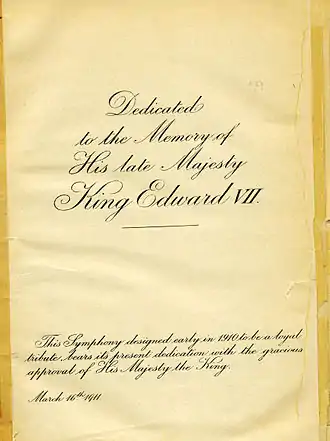 Dedicated
to the Memory of
His late Majesty
King Edward VII.
This Symphony designed early in 1910 to be a loyal
tribute, bears its present dedication with the gracious
approval of His Majesty the King.
March 16th 1911